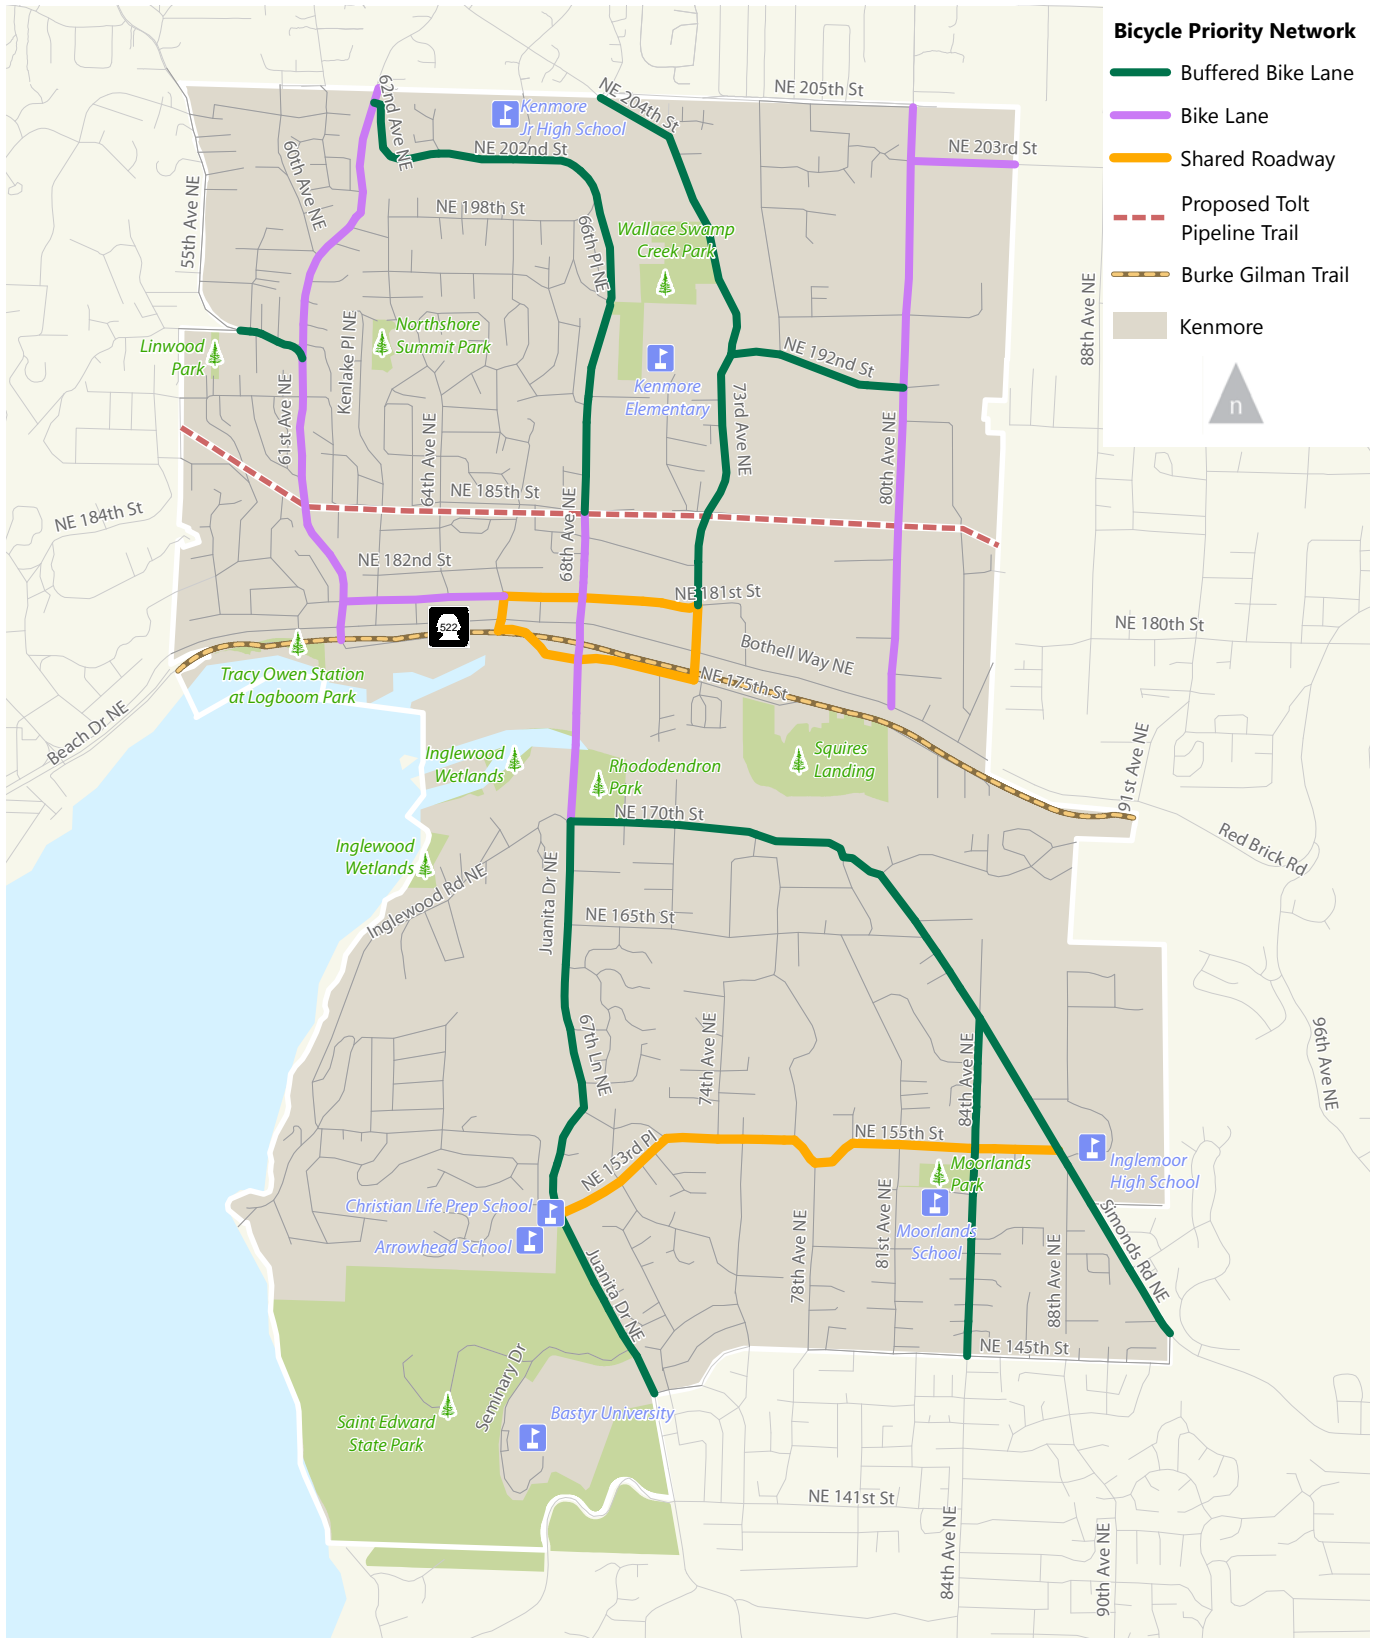 Bicycle Priority Network
Buffered Bike Lane
Bike Lane
Shared Roadway
Proposed Tolt
Pipeline Trail
Burke Gilman Trail
Kenmore
n
62nd Ave NE
Kenmore
Jr High School
NE 204th St
NE 205th St
NE 203rd St
NE 202nd St
60th Ave NE
55th Ave NE
NE 198th St
66th Pl NE
Wallace Swamp
Creek Park
88th Ave NE
Linwood
Park
Northshore
Summit Park
Kenlake Pl NE
NE 192nd St
Kenmore
Elementary
73rd Ave NE
61st Ave NE
64th Ave NE
80th Ave NE
NE 185th St
NE 184th St
68th Ave NE
NE 182nd St
NE 181st St
522
NE 180th St
Bothell Way NE
NE 175th St
Tracy Owen Station
at Logboom Park
Beach Dr NE
Inglewood
Wetlands
Rhododendron
Park
Squires
Landing
91st Ave NE
NE 170th St
Red Brick Rd
Inglewood
Wetlands
Inglewood Rd NE
Juanita Dr NE
NE 165th St
67th Ln NE
74th Ave NE
84th Ave NE
96th Ave NE
NE 155th St
NE 153rd Pl
Moorlands
Park
Inglemoor
High School
Christian Life Prep School
Arrowhead School
Moorlands
School
81st Ave NE
78th Ave NE
88th Ave NE
Simonds Rd NE
Juanita Dr NE
NE 145th St
Seminary Dr
Saint Edward
State Park
Bastyr University
NE 141st St
84th Ave NE
90th Ave NE